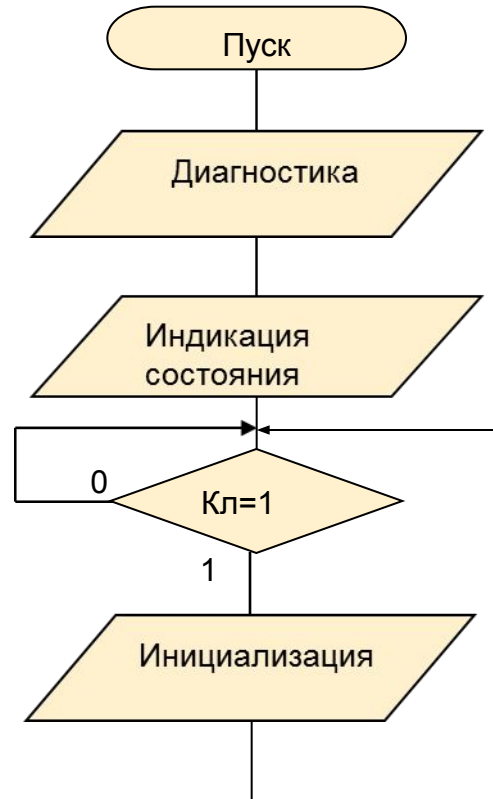 Пуск
Диагностика
Индикация
состояния
0
Кл=1
1
Инициализация